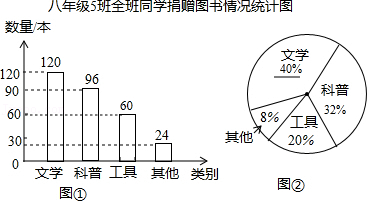 八年级5班全班同学捐赠图书情况统计图
数量/本
120
90
60
30
0
120
96
60
24
文学 科普 工具 其他 类别
图①
文学
40%
科普
32%
工具
20%
8%
其他
图②